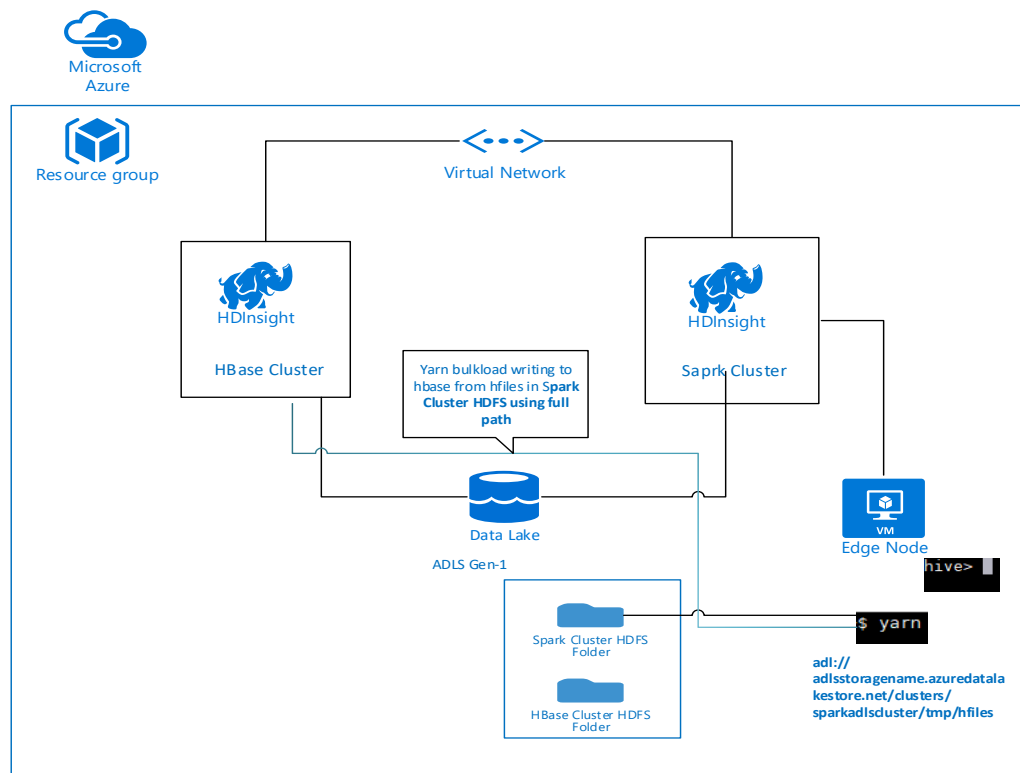 Microsoft
Azure
Resource group
Virtual Network
HDInsight
HBase Cluster
HDInsight
Saprk Cluster
Yarn bulkload writing to
hbase from hfiles in Spark
Cluster HDFS using full
path
Data Lake
ADLS Gen-1
VM
Edge Node
hive>
Spark Cluster HDFS
Folder
HBase Cluster HDFS
Folder
$ yarn
adl://
adlsstoragename.azuredatala
kestore.net/clusters/
sparkadlscluster/tmp/hfiles